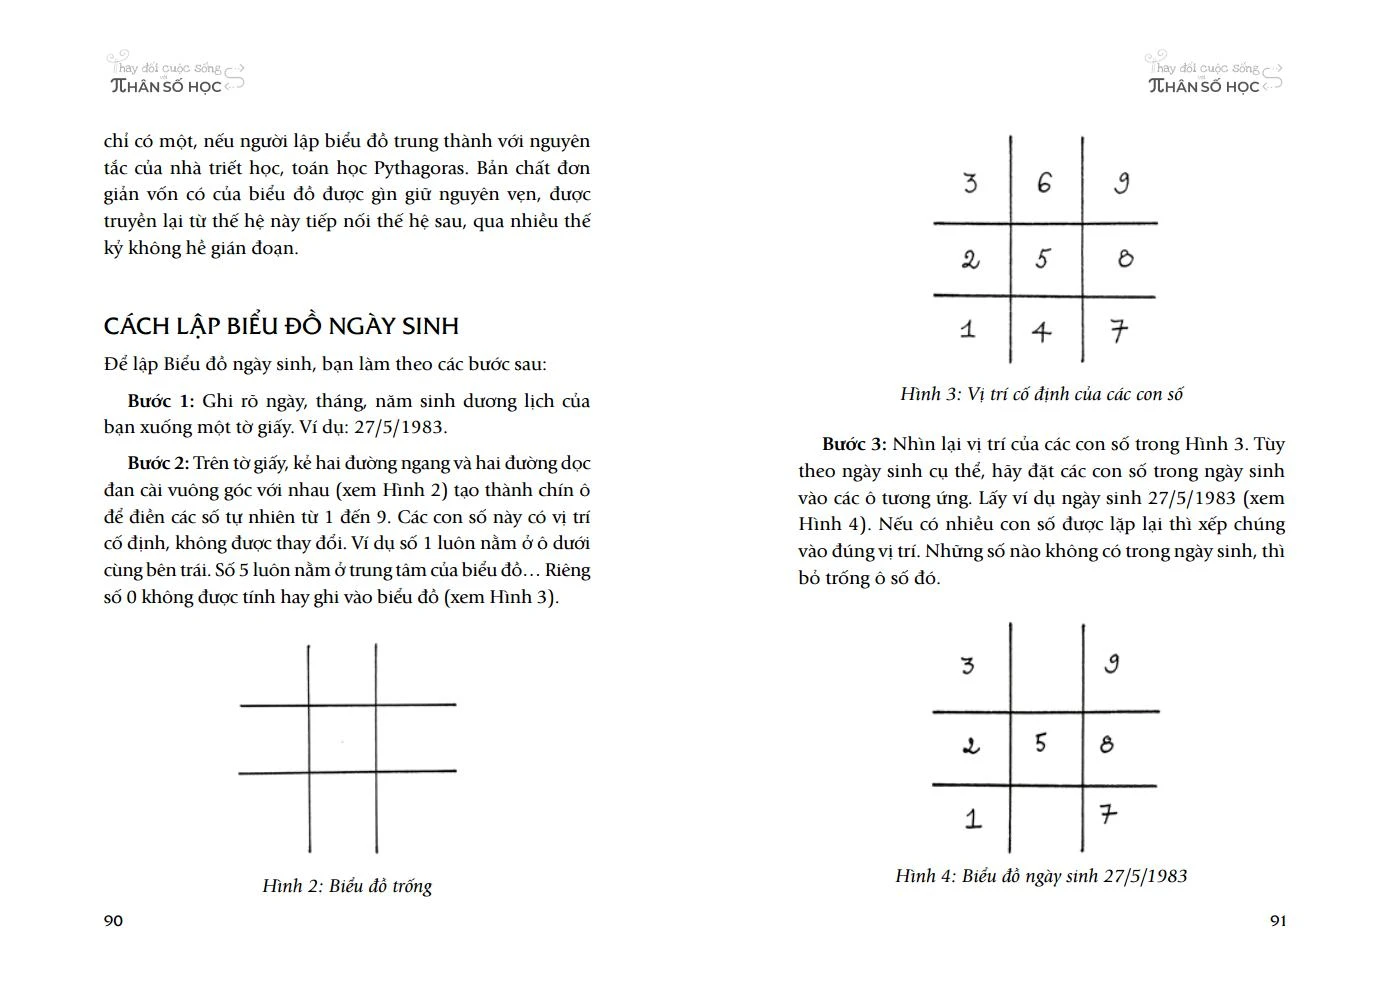 Thay đổi cuộc sống
với
NHÂN SỐ HỌC
chỉ có một, nếu người lập biểu đồ trung thành với nguyên
tắc của nhà triết học, toán học Pythagoras. Bản chất đơn
giản vốn có của biểu đồ được gìn giữ nguyên vẹn, được
truyền lại từ thế hệ này tiếp nối thế hệ sau, qua nhiều thế
kỷ không hề gián đoạn.
CÁCH LẬP BIỂU ĐỒ NGÀY SINH
Để lập Biểu đồ ngày sinh, bạn làm theo các bước sau:
Bước 1: Ghi rõ ngày, tháng, năm sinh dương lịch của
bạn xuống một tờ giấy. Ví dụ: 27/5/1983.
Bước 2: Trên tờ giấy, kẻ hai đường ngang và hai đường dọc
đan cài vuông góc với nhau (xem Hình 2) tạo thành chín ô
để điền các số tự nhiên từ 1 đến 9. Các con số này có vị trí
cố định, không được thay đổi. Ví dụ số 1 luôn nằm ở ô dưới
cùng bên trái. Số 5 luôn nằm ở trung tâm của biểu đồ… Riêng
số 0 không được tính hay ghi vào biểu đồ (xem Hình 3).
Hình 2: Biểu đồ trống
90
Thay đổi cuộc sống
với
NHÂN SỐ HỌC
3 6 9
2 5 8
1 4 7
Hình 3: Vị trí cố định của các con số
Bước 3: Nhìn lại vị trí của các con số trong Hình 3. Tùy
theo ngày sinh cụ thể, hãy đặt các con số trong ngày sinh
vào các ô tương ứng. Lấy ví dụ ngày sinh 27/5/1983 (xem
Hình 4). Nếu có nhiều con số được lặp lại thì xếp chúng
vào đúng vị trí. Những số nào không có trong ngày sinh, thì
bỏ trống ô số đó.
3 9
2 5 8
1 7
Hình 4: Biểu đồ ngày sinh 27/5/1983
91